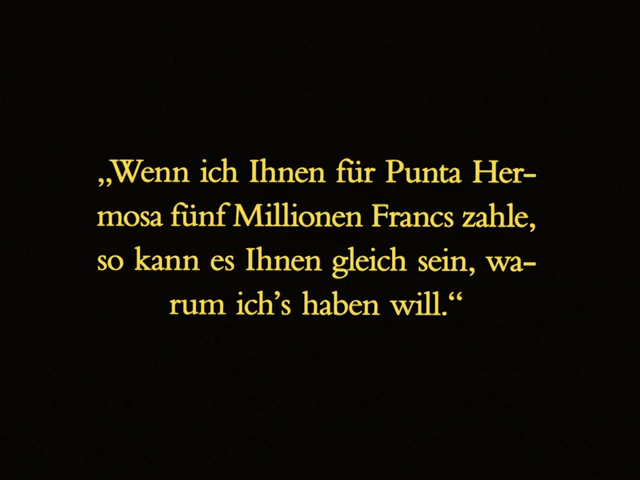 „Wenn ich Ihnen für Punta Her-
mosa fünf Millionen Francs zahle,
so kann es Ihnen gleich sein, wa-
rum ich’s haben will.“